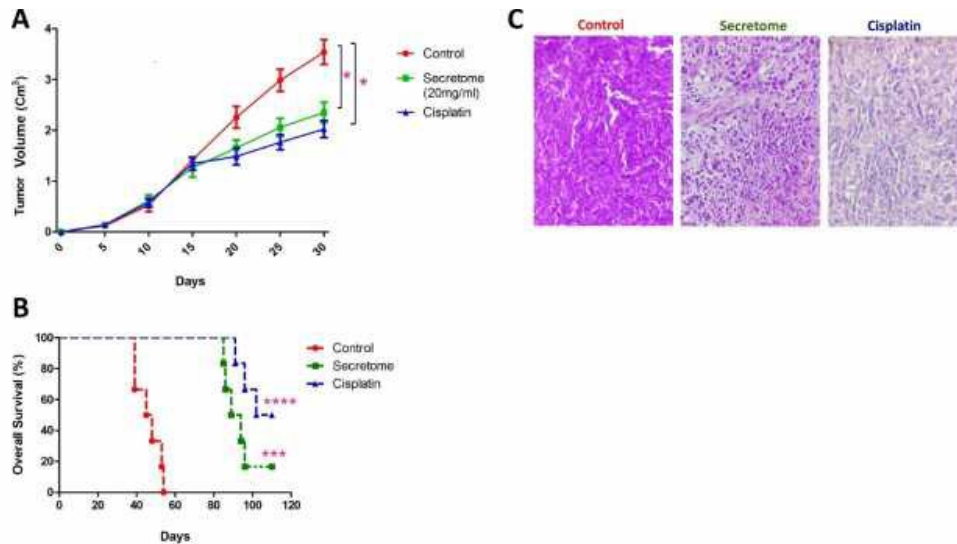 A
Tumor Volume (Cm³)
4
3
2
1
0
0
5
10
15
20
25
30
Days
Control
Secretome
(20mg/ml)
Cisplatin
*
*
B
Overall Survival (%)
100
80
60
40
20
0
0
20
40
60
80
100
120
Days
Control
Secretome
Cisplatin
****
***
C
Control
Secretome
Cisplatin